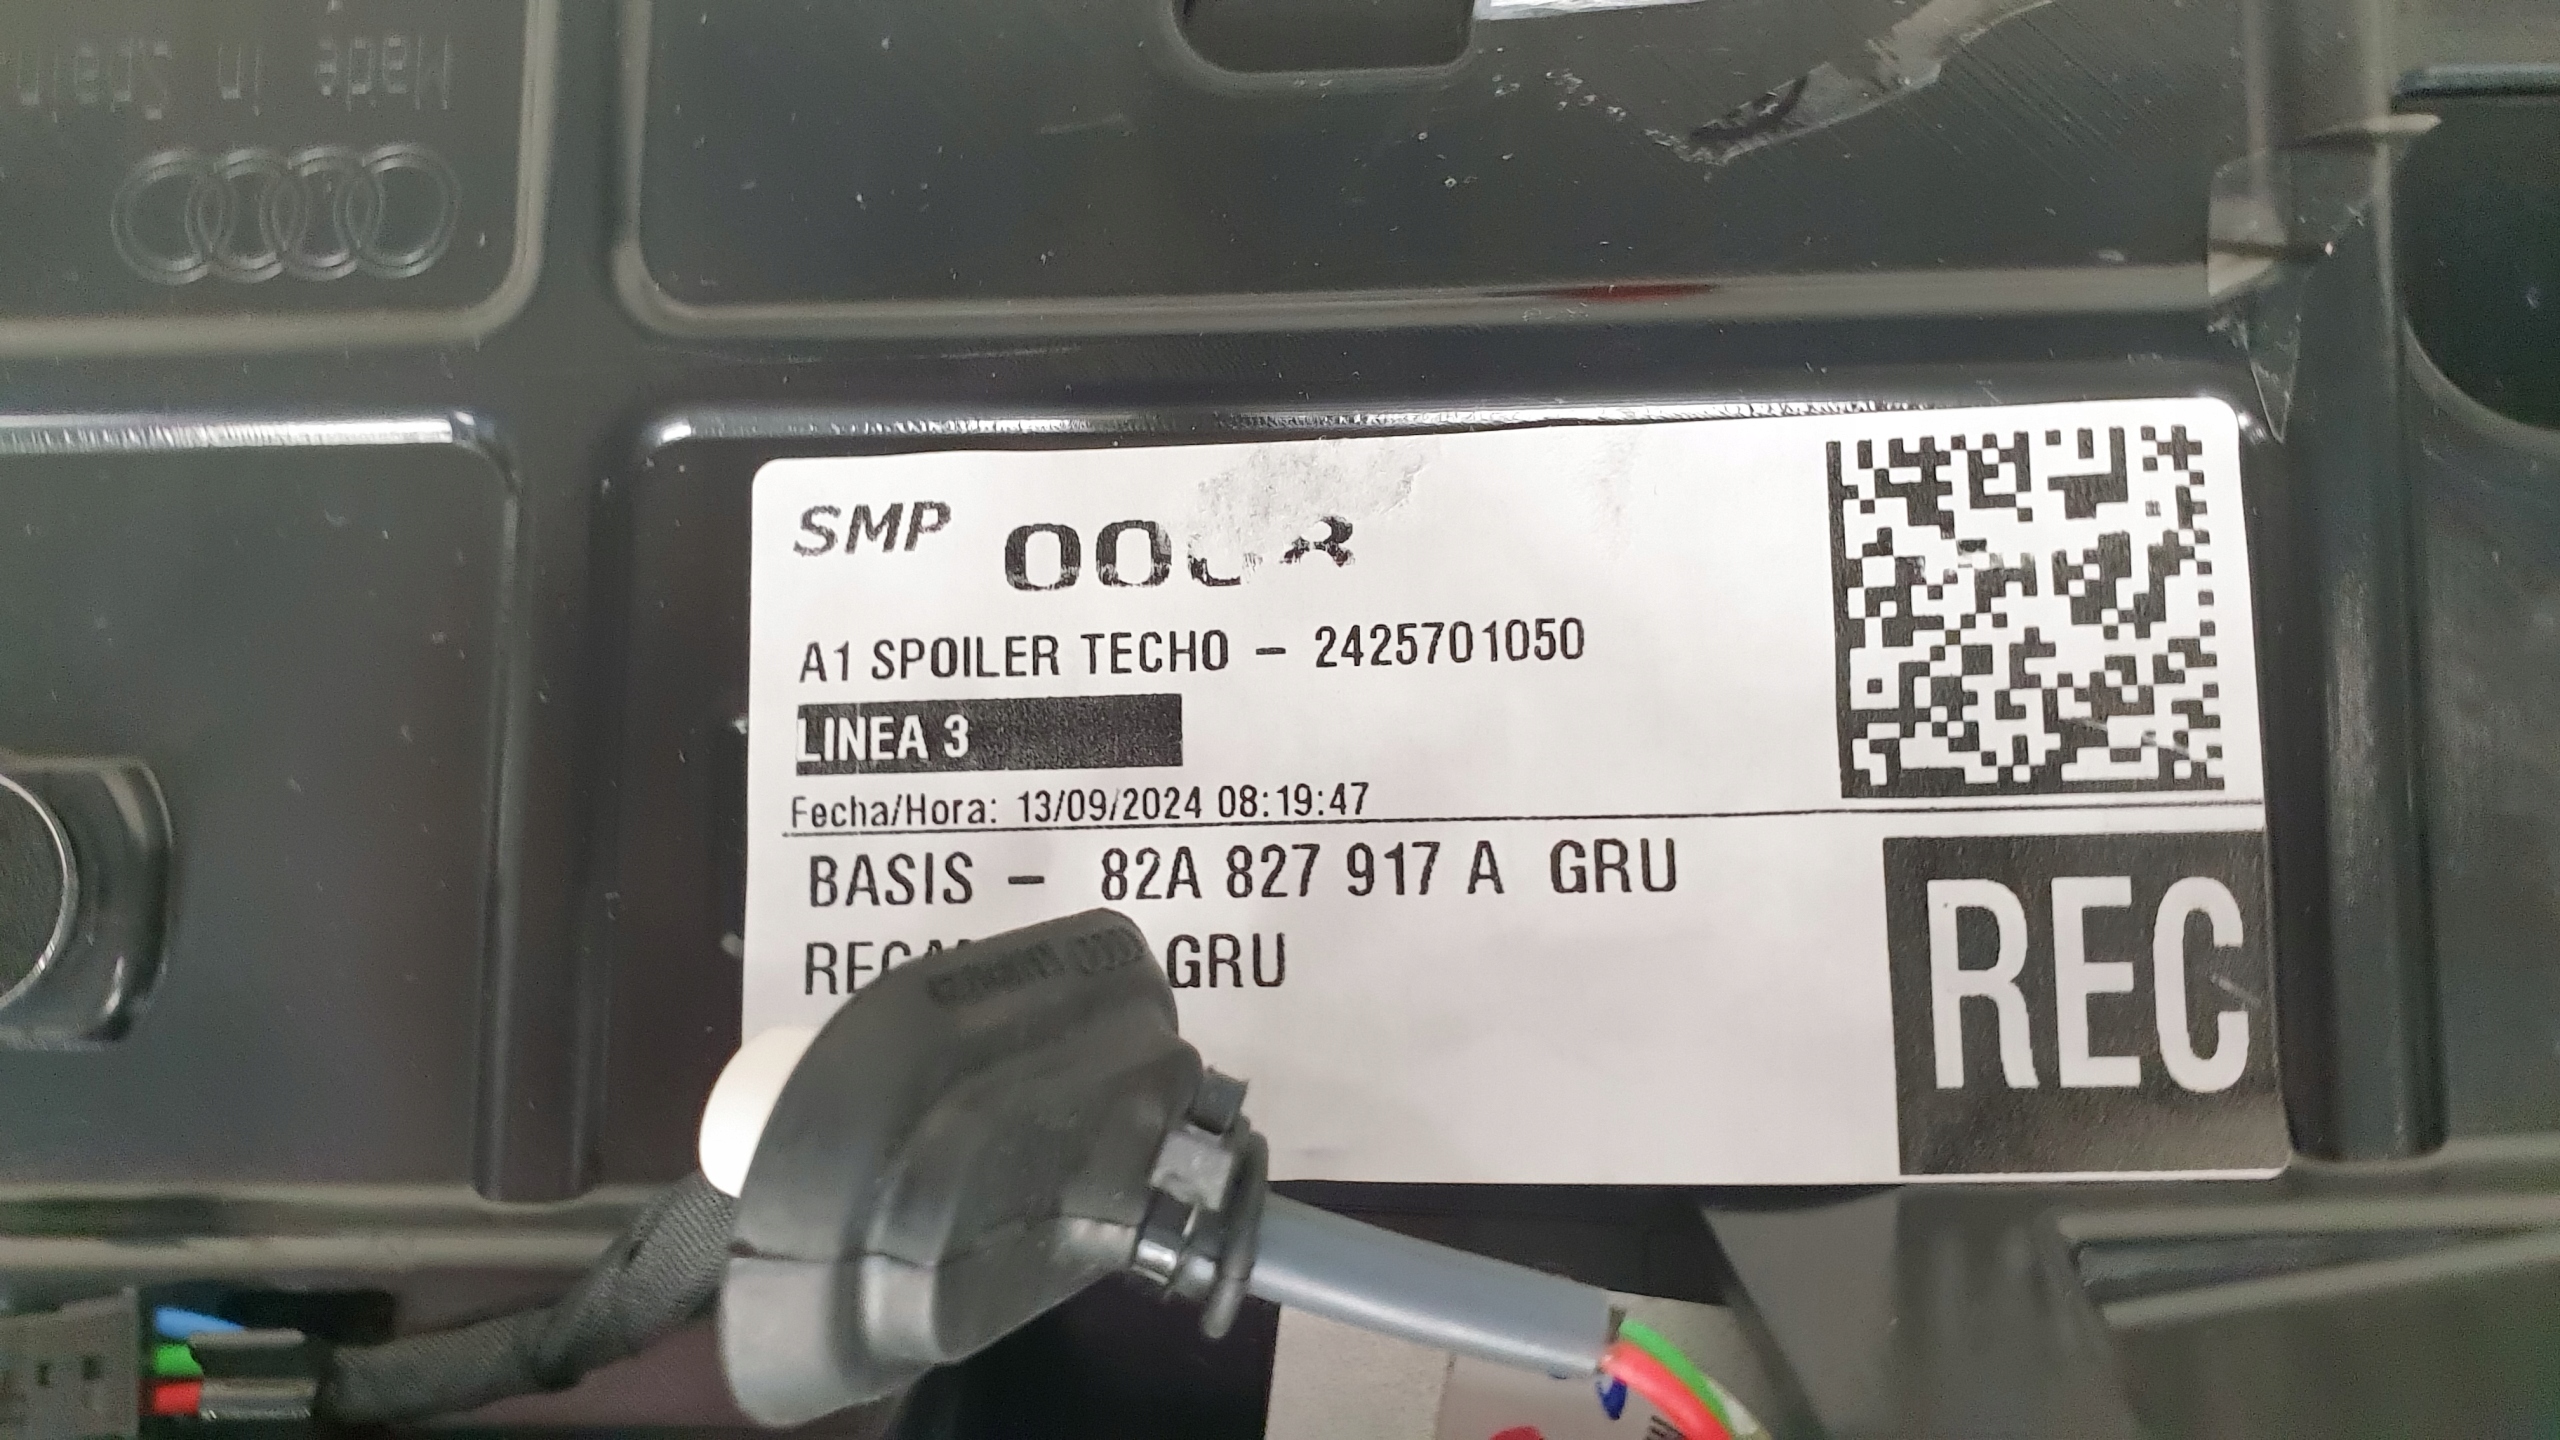 Made in Spain
SMP
A1 SPOILER TECHO - 2425701050
LINEA 3
Fecha/Hora: 13/09/2024 08:19:47
BASIS - 82A 827 917 A GRU
GRU
REC